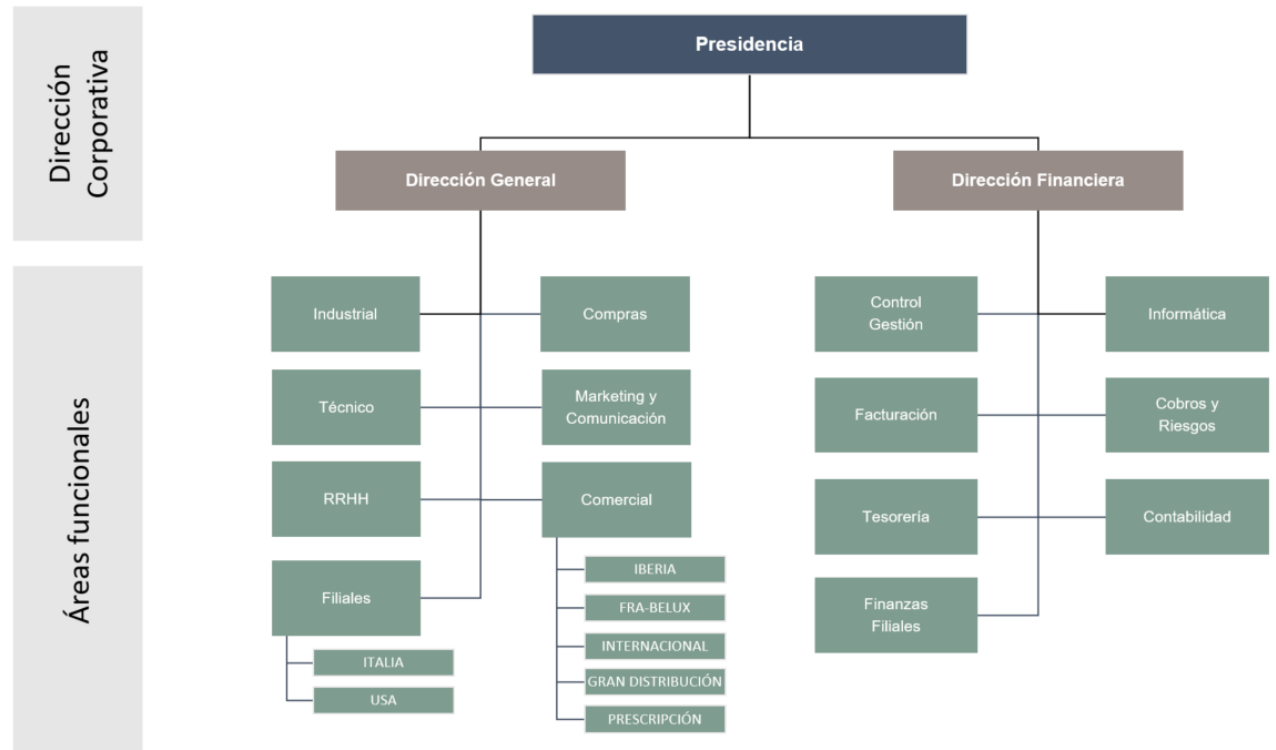 Dirección
Corporativa
Presidencia
Dirección General
Dirección Financiera
Áreas funcionales
Industrial
Compras
Técnico
Marketing y
Comunicación
RRHH
Comercial
Filiales
ITALIA
USA
IBERIA
FRA-BELUX
INTERNACIONAL
GRAN DISTRIBUCIÓN
PRESCRIPCIÓN
Control
Gestión
Informática
Facturación
Cobros y
Riesgos
Tesorería
Contabilidad
Finanzas
Filiales